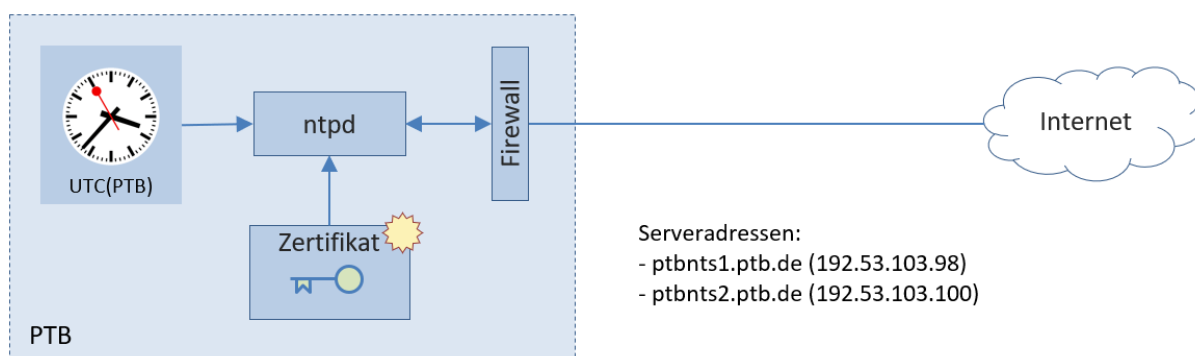 UTC(PTB)
ntpd
Firewall
Internet
Zertifikat
Serveradressen:
- ptbnts1.ptb.de (192.53.103.98)
- ptbnts2.ptb.de (192.53.103.100)
PTB